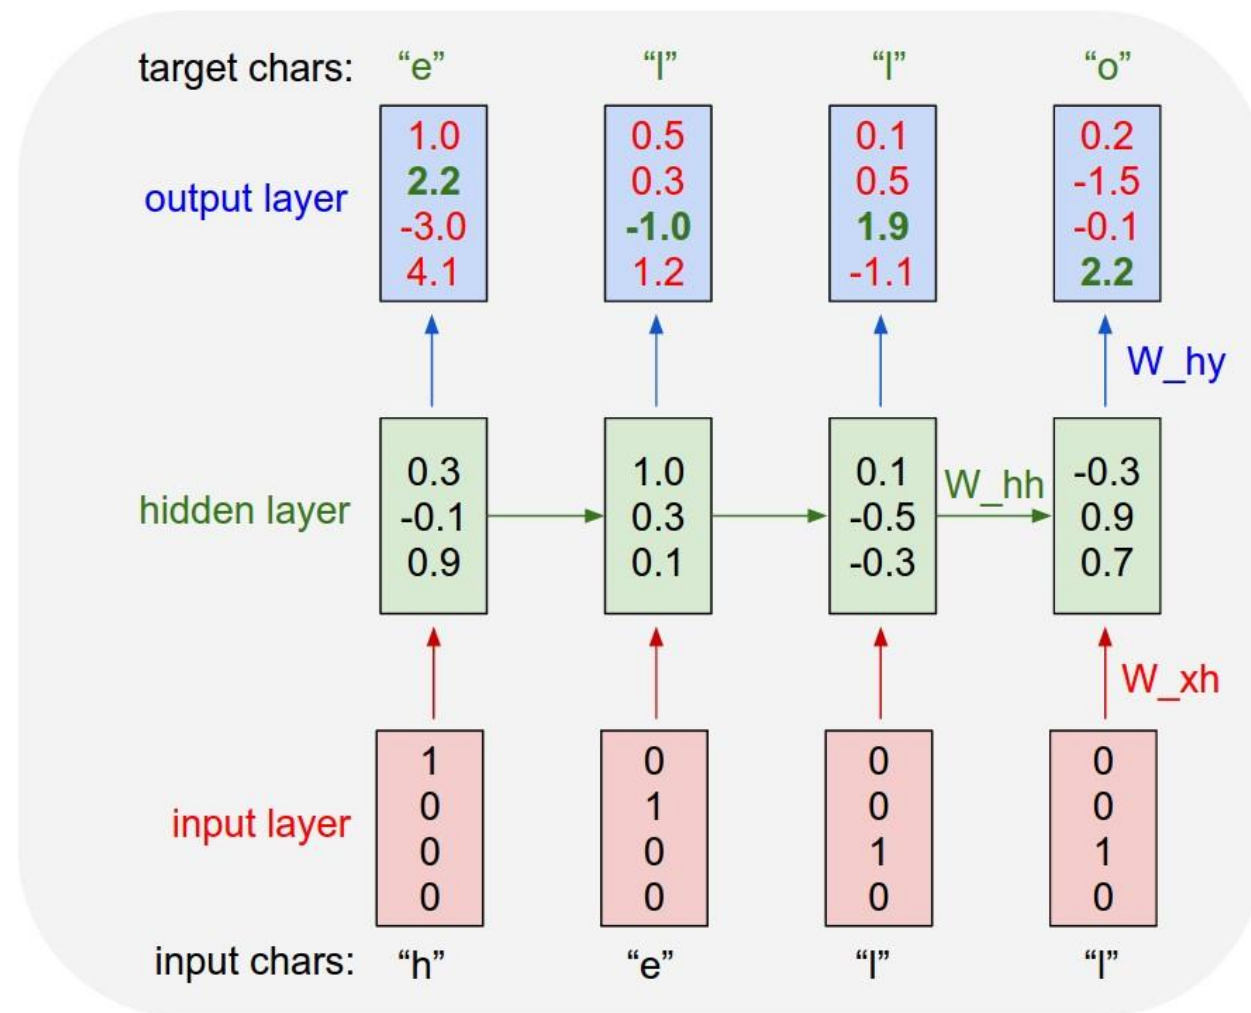 target chars: “e” “l” “l” “o”
1.0 0.5 0.1 0.2
2.2 0.3 0.5 -1.5
output layer
-3.0 -1.0 1.9 -0.1
4.1 1.2 -1.1 2.2
W_hy
0.3 1.0 0.1 -0.3
W_hh
hidden layer
-0.1 0.3 -0.5 0.9
0.9 0.1 -0.3 0.7
W_xh
1 0 0 0
0 1 0 0
input layer
0 0 1 1
0 0 0 0
input chars: “h” “e” “l” “l”